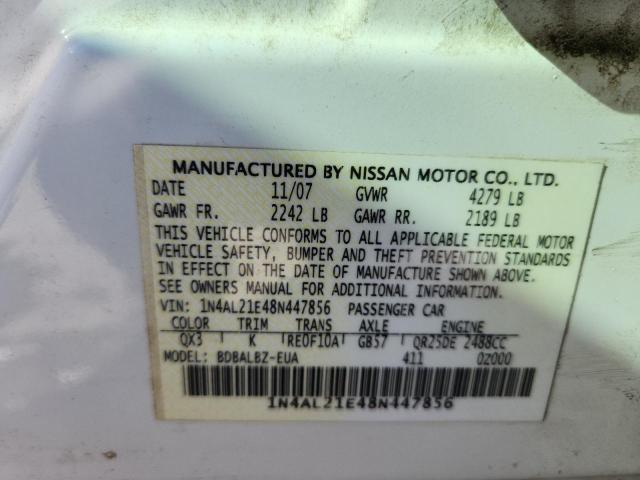 MANUFACTURED BY NISSAN MOTOR CO., LTD.
DATE 11/07 GVWR 4279 LB
GAWR FR. 2242 LB GAWR RR. 2189 LB
THIS VEHICLE CONFORMS TO ALL APPLICABLE FEDERAL MOTOR
VEHICLE SAFETY, BUMPER AND THEFT PREVENTION STANDARDS
IN EFFECT ON THE DATE OF MANUFACTURE SHOWN ABOVE.
SEE OWNERS MANUAL FOR ADDITIONAL INFORMATION.
VIN: 1N4AL21E48N447856 PASSENGER CAR
COLOR TRIM TRANS AXLE ENGINE
QX3 K RE0F10A GB57 QR25DE 2488CC
MODEL: BDBALBZ-EUA 411 0Z000
1N4AL21E48N447856